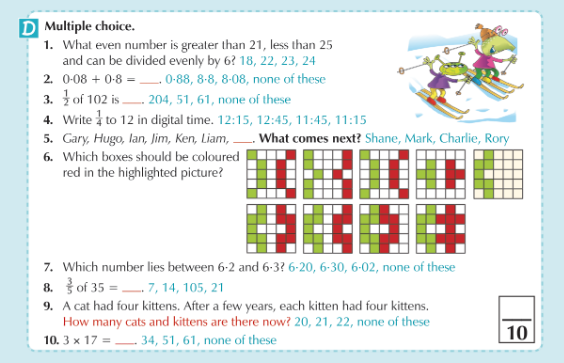 D Multiple choice.
1. What even number is greater than 21, less than 25
and can be divided evenly by 6? 18, 22, 23, 24
2. 0·08 + 0·8 = ___. 0·88, 8·8, 8·08, none of these
3. 1/2 of 102 is ___. 204, 51, 61, none of these
4. Write 1/4 to 12 in digital time. 12:15, 12:45, 11:45, 11:15
5. Gary, Hugo, Ian, Jim, Ken, Liam, ___. What comes next? Shane, Mark, Charlie, Rory
6. Which boxes should be coloured
red in the highlighted picture?
7. Which number lies between 6·2 and 6·3? 6·20, 6·30, 6·02, none of these
8. 3/5 of 35 = ___. 7, 14, 105, 21
9. A cat had four kittens. After a few years, each kitten had four kittens.
How many cats and kittens are there now? 20, 21, 22, none of these
10. 3 × 17 = ___. 34, 51, 61, none of these
10